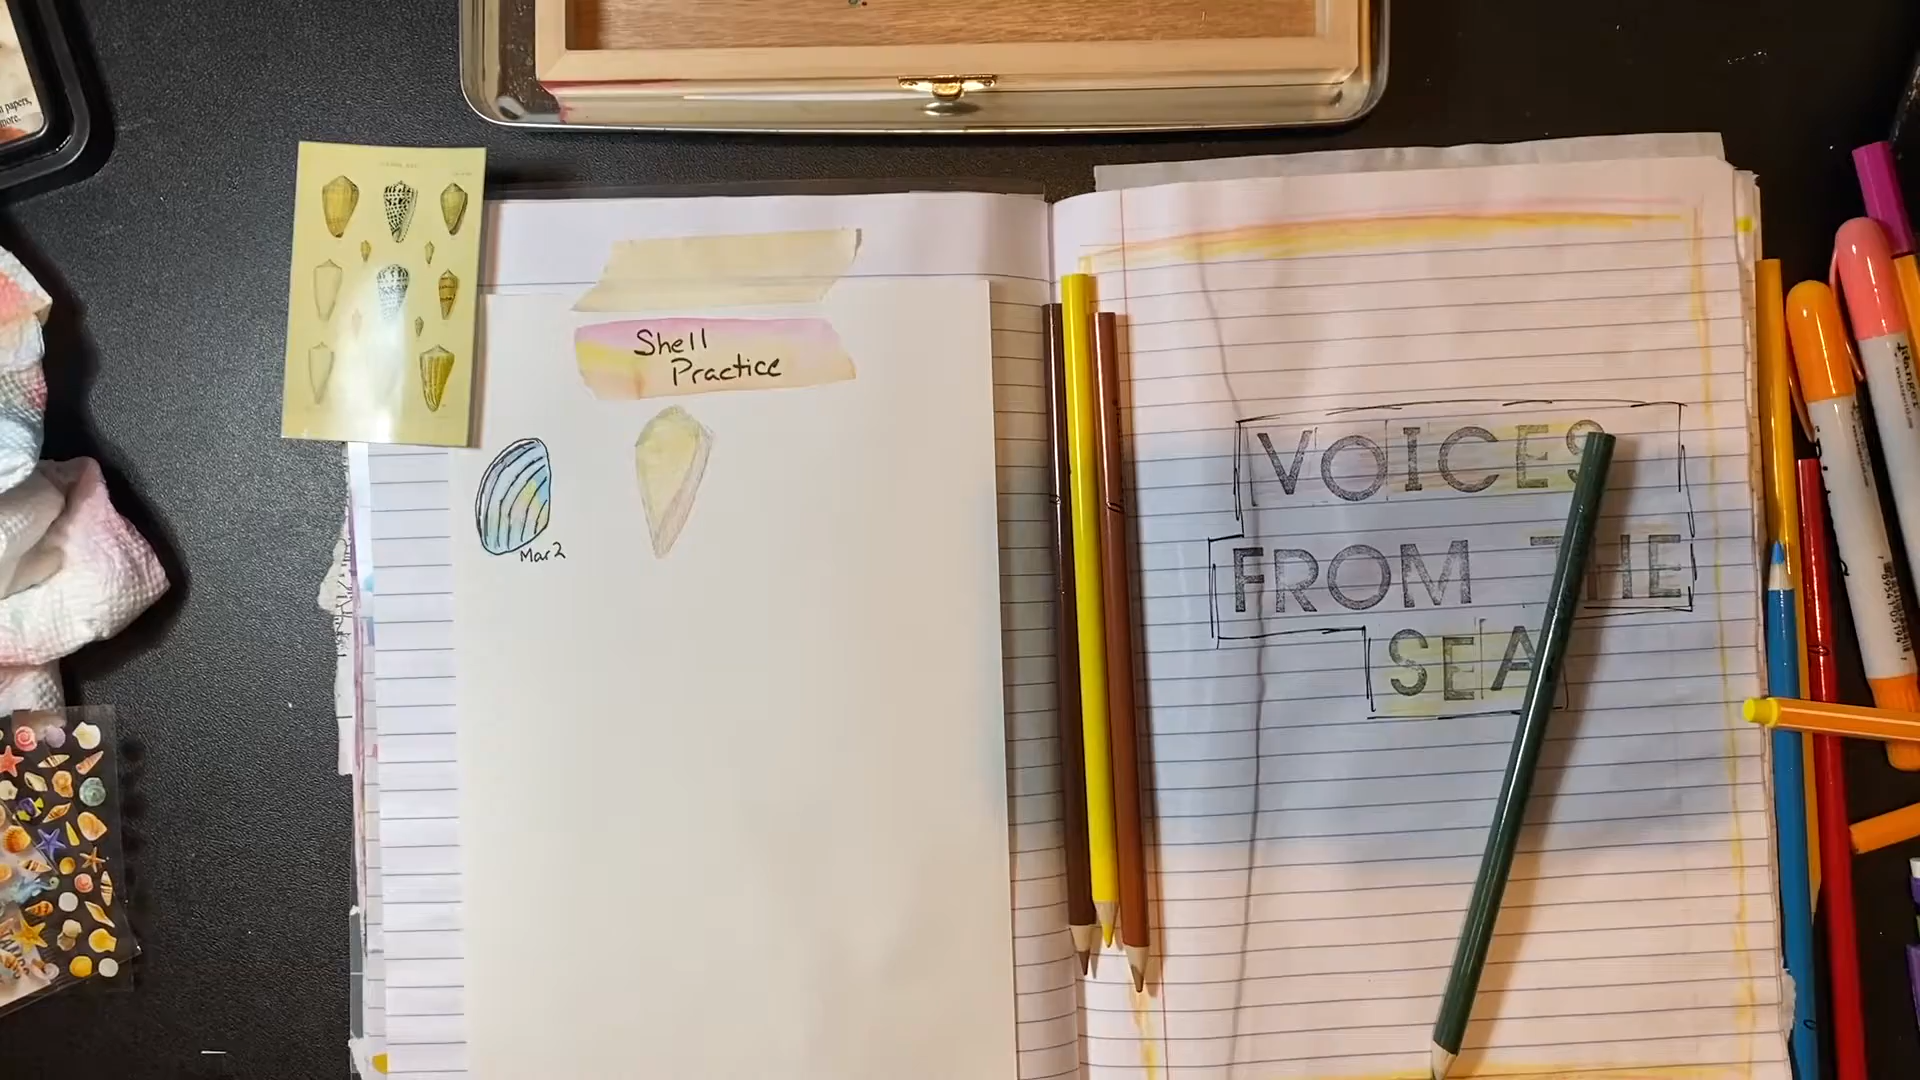 n papers,
more.
Shell
Practice
Mar 2
VOICES
FROM THE
SEA